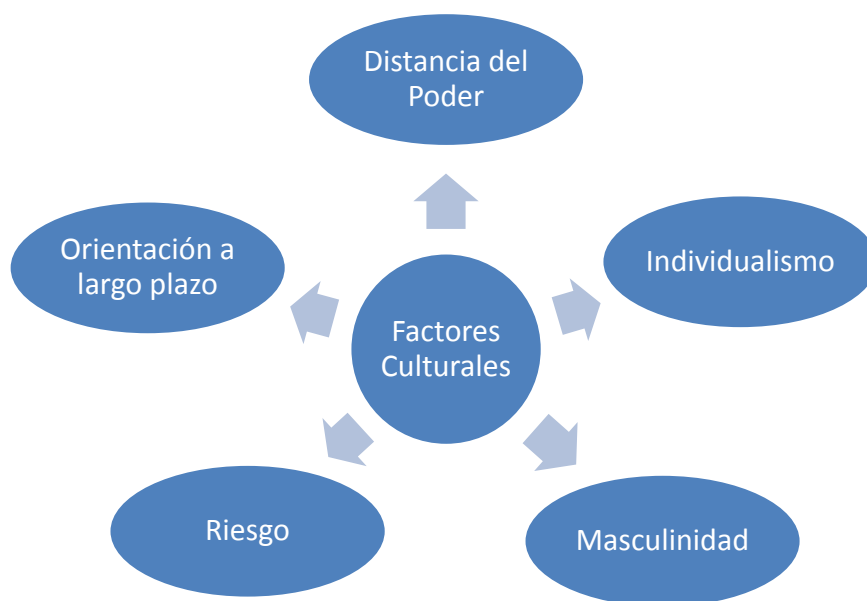 Distancia del
Poder
Orientación a
largo plazo
Individualismo
Factores
Culturales
Riesgo
Masculinidad